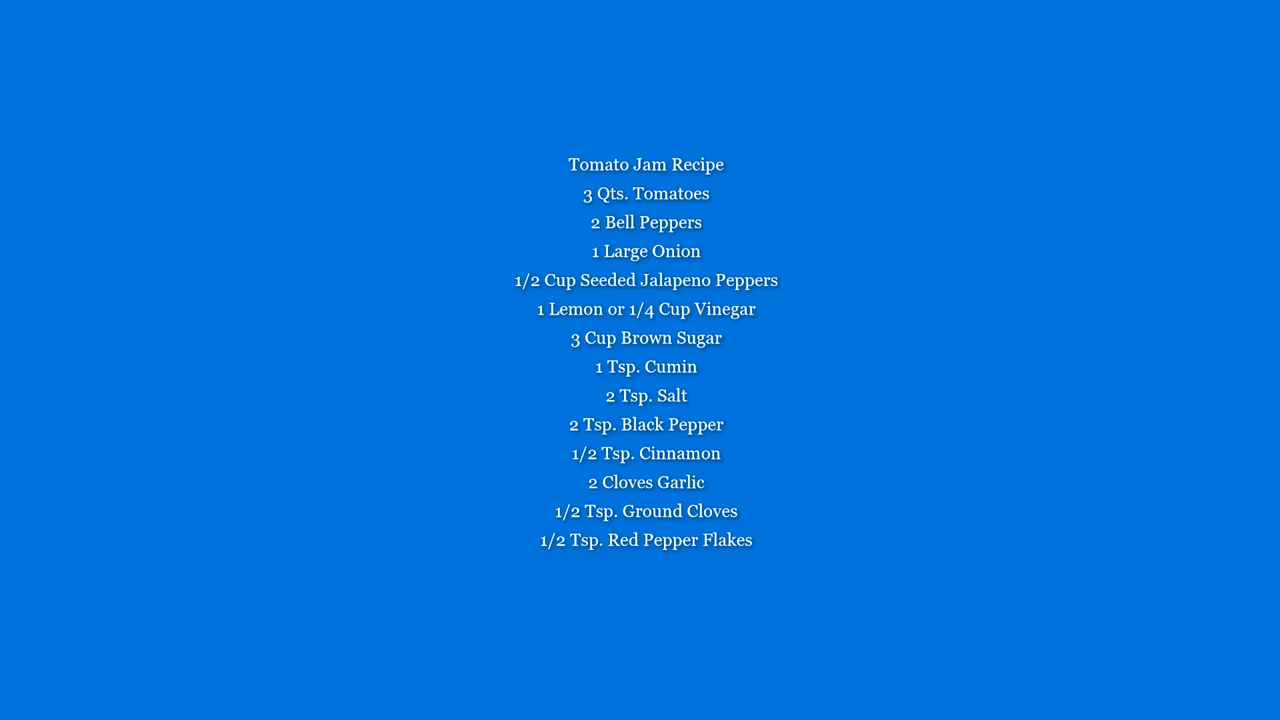 Tomato Jam Recipe
3 Qts. Tomatoes
2 Bell Peppers
1 Large Onion
1/2 Cup Seeded Jalapeno Peppers
1 Lemon or 1/4 Cup Vinegar
3 Cup Brown Sugar
1 Tsp. Cumin
2 Tsp. Salt
2 Tsp. Black Pepper
1/2 Tsp. Cinnamon
2 Cloves Garlic
1/2 Tsp. Ground Cloves
1/2 Tsp. Red Pepper Flakes